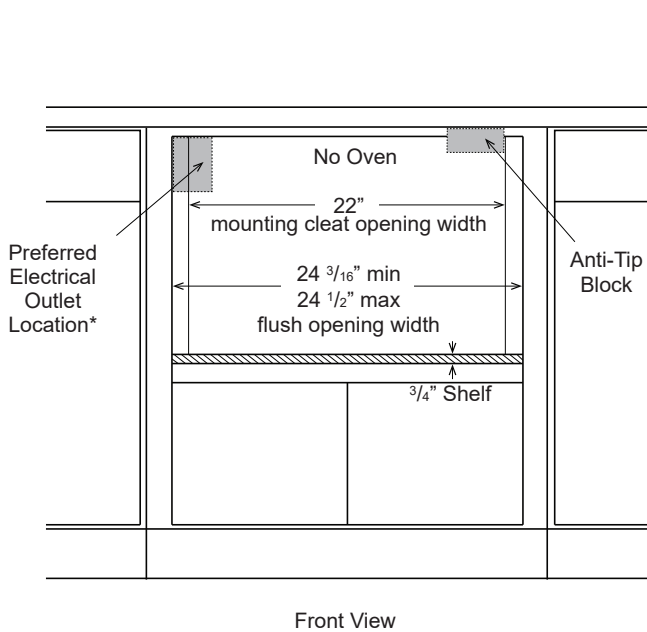 No Oven
22”
mounting cleat opening width
Preferred
Electrical
Outlet
Location*
Anti-Tip
Block
24 3/16” min
24 1/2” max
flush opening width
3/4” Shelf
Front View